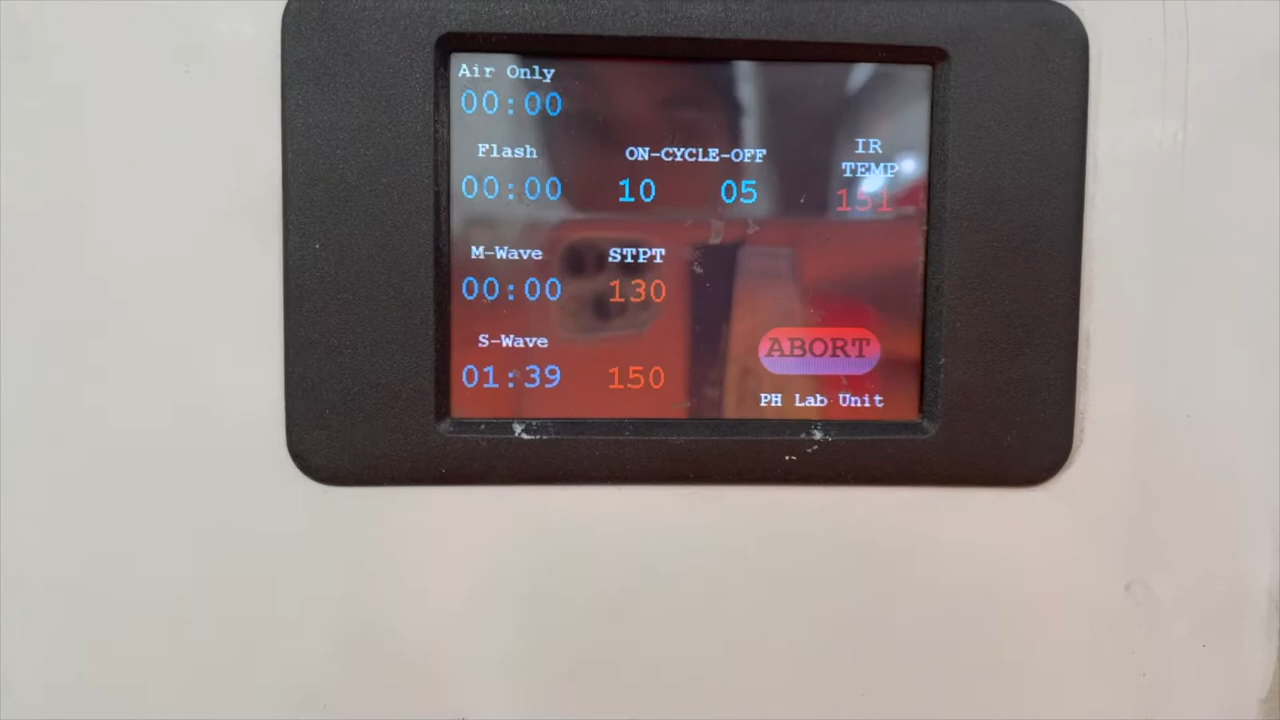 Air Only
00:00
Flash ON-CYCLE-OFF IR
TEMP
00:00 10 05 151
M-Wave STPT
00:00 130
S-Wave ABORT
01:39 150
PH Lab Unit